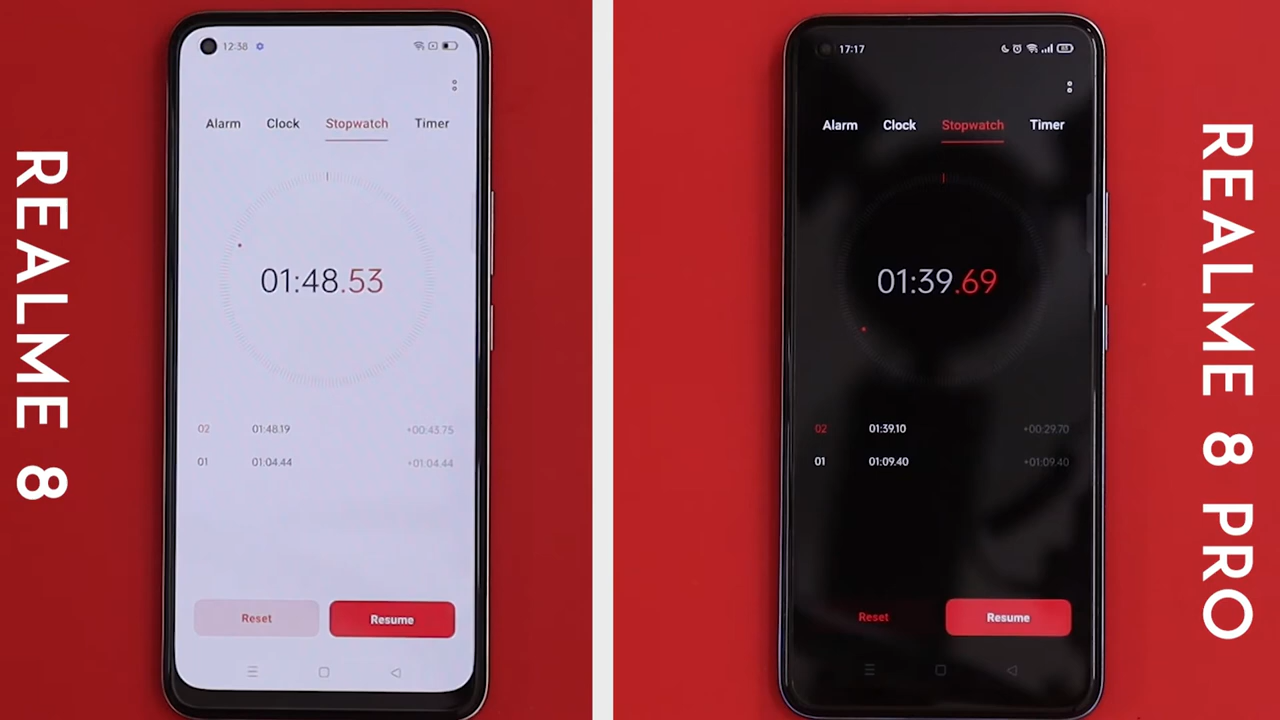 REALME 8
12:38
Alarm Clock Stopwatch Timer
01:48.53
02 01:48.19 +00:43.75
01 01:04.44 +01:04.44
Reset Resume
17:17
Alarm Clock Stopwatch Timer
01:39.69
02 01:39.10 +00:29.70
01 01:09.40 +01:09.40
Reset Resume
REALME 8 PRO